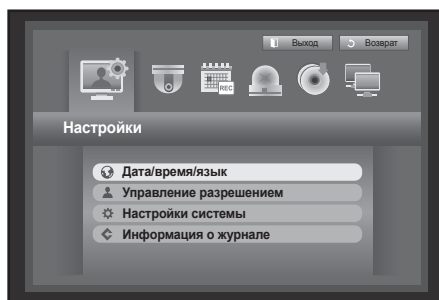 Выход
Возврат
REC
Настройки
Дата/время/язык
Управление разрешением
Настройки системы
Информация о журнале